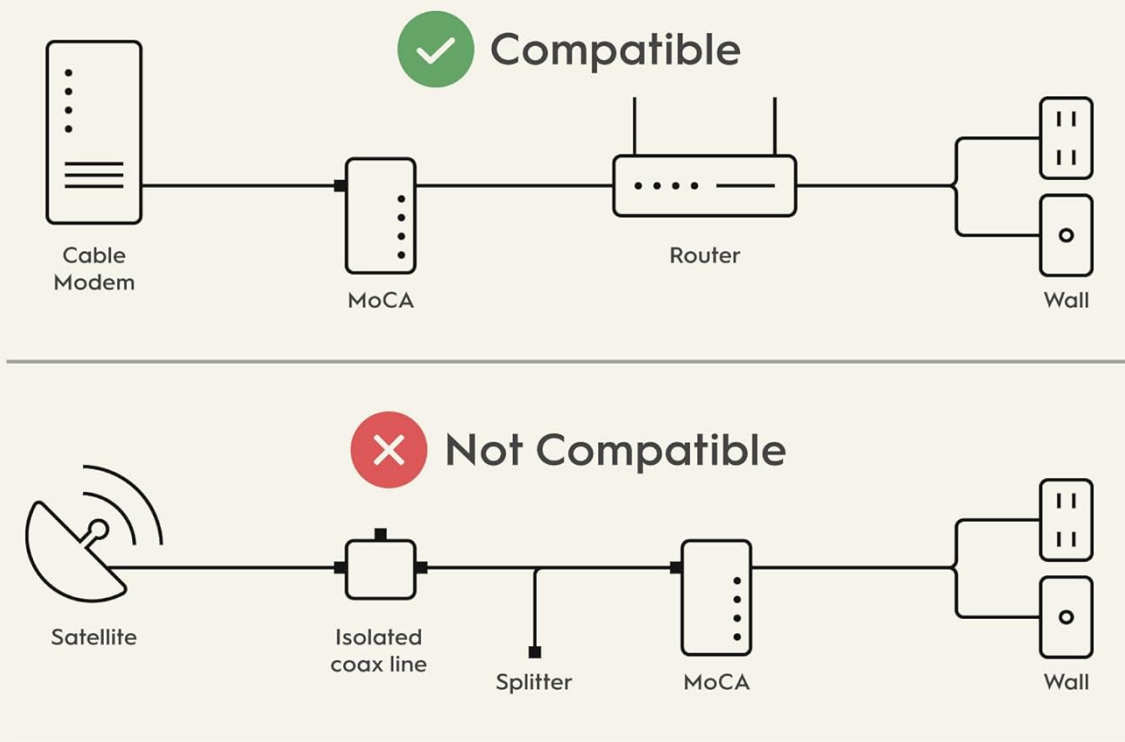 Compatible
Cable
Modem
MoCA
Router
Wall
Not Compatible
Satellite
Isolated
coax line
Splitter
MoCA
Wall